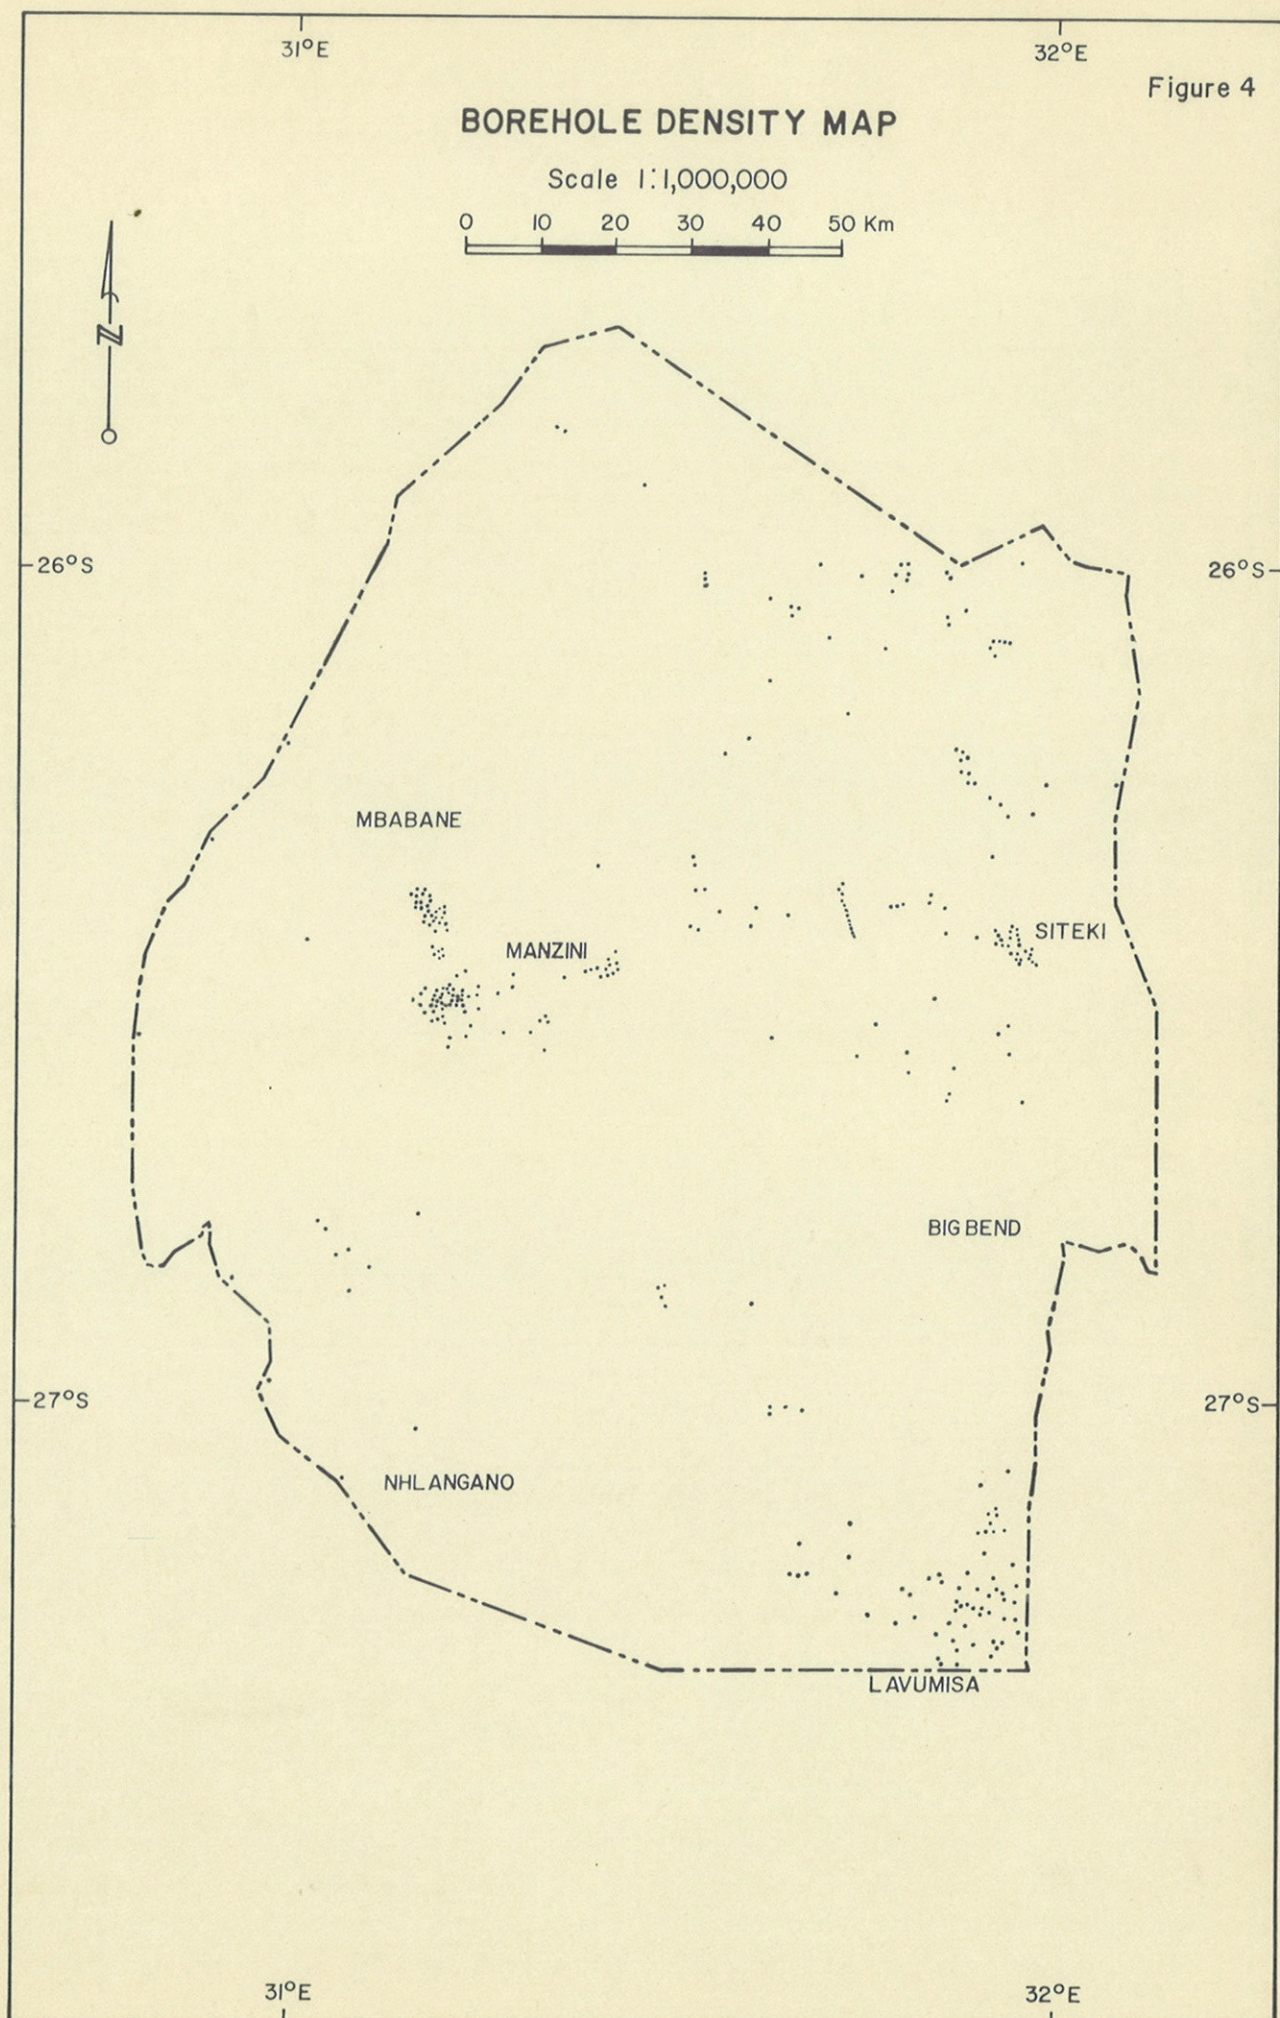 31°E 32°E
Figure 4
BOREHOLE DENSITY MAP
Scale 1:1,000,000
0 10 20 30 40 50 Km
N
26°S 26°S
MBABANE
SITEKI
MANZINI
BIG BEND
27°S 27°S
NHLANGANO
LAVUMISA
31°E 32°E